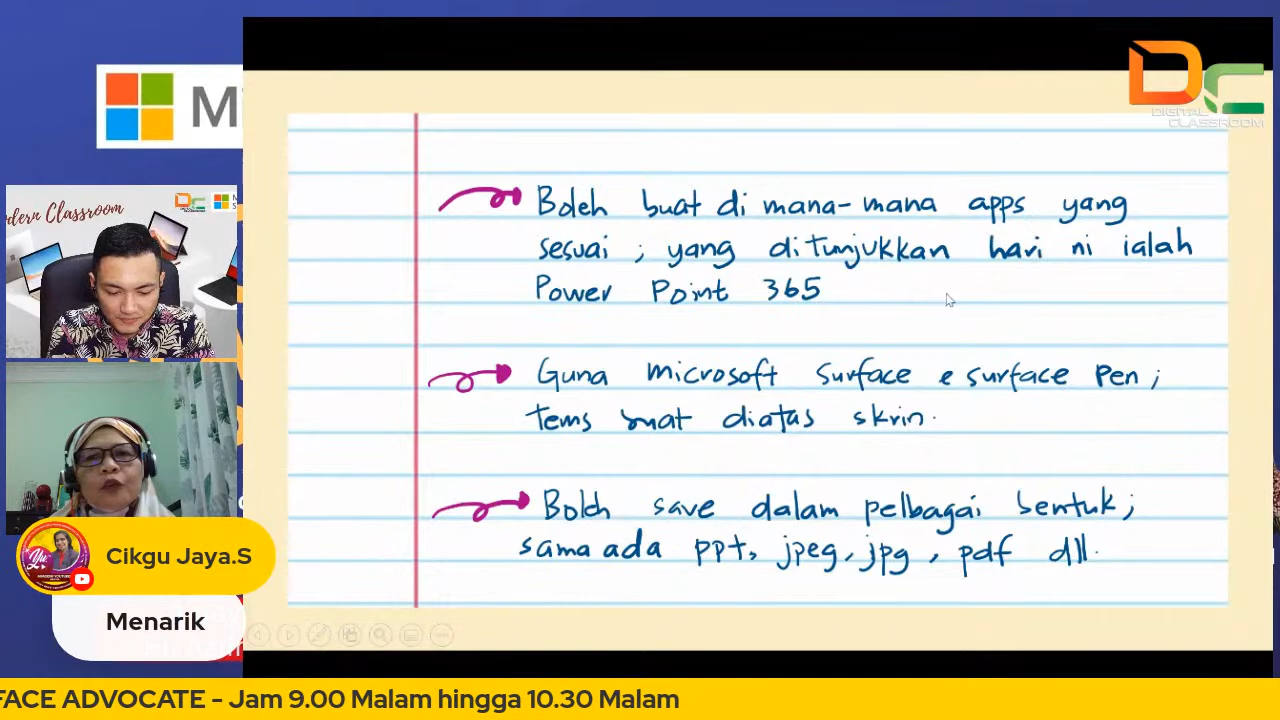 DC
DIGITAL
CLASSROOM
Modern Classroom
Boleh buat di mana-mana apps yang
sesuai ; yang ditunjukkan hari ni ialah
Power Point 365
Guna microsoft surface e surface pen ;
terus buat diatas skrin.
Boleh save dalam pelbagai bentuk ;
sama ada ppt, jpeg, jpg , pdf dll.
Cikgu Jaya.S
Menarik
FACE ADVOCATE - Jam 9.00 Malam hingga 10.30 Malam